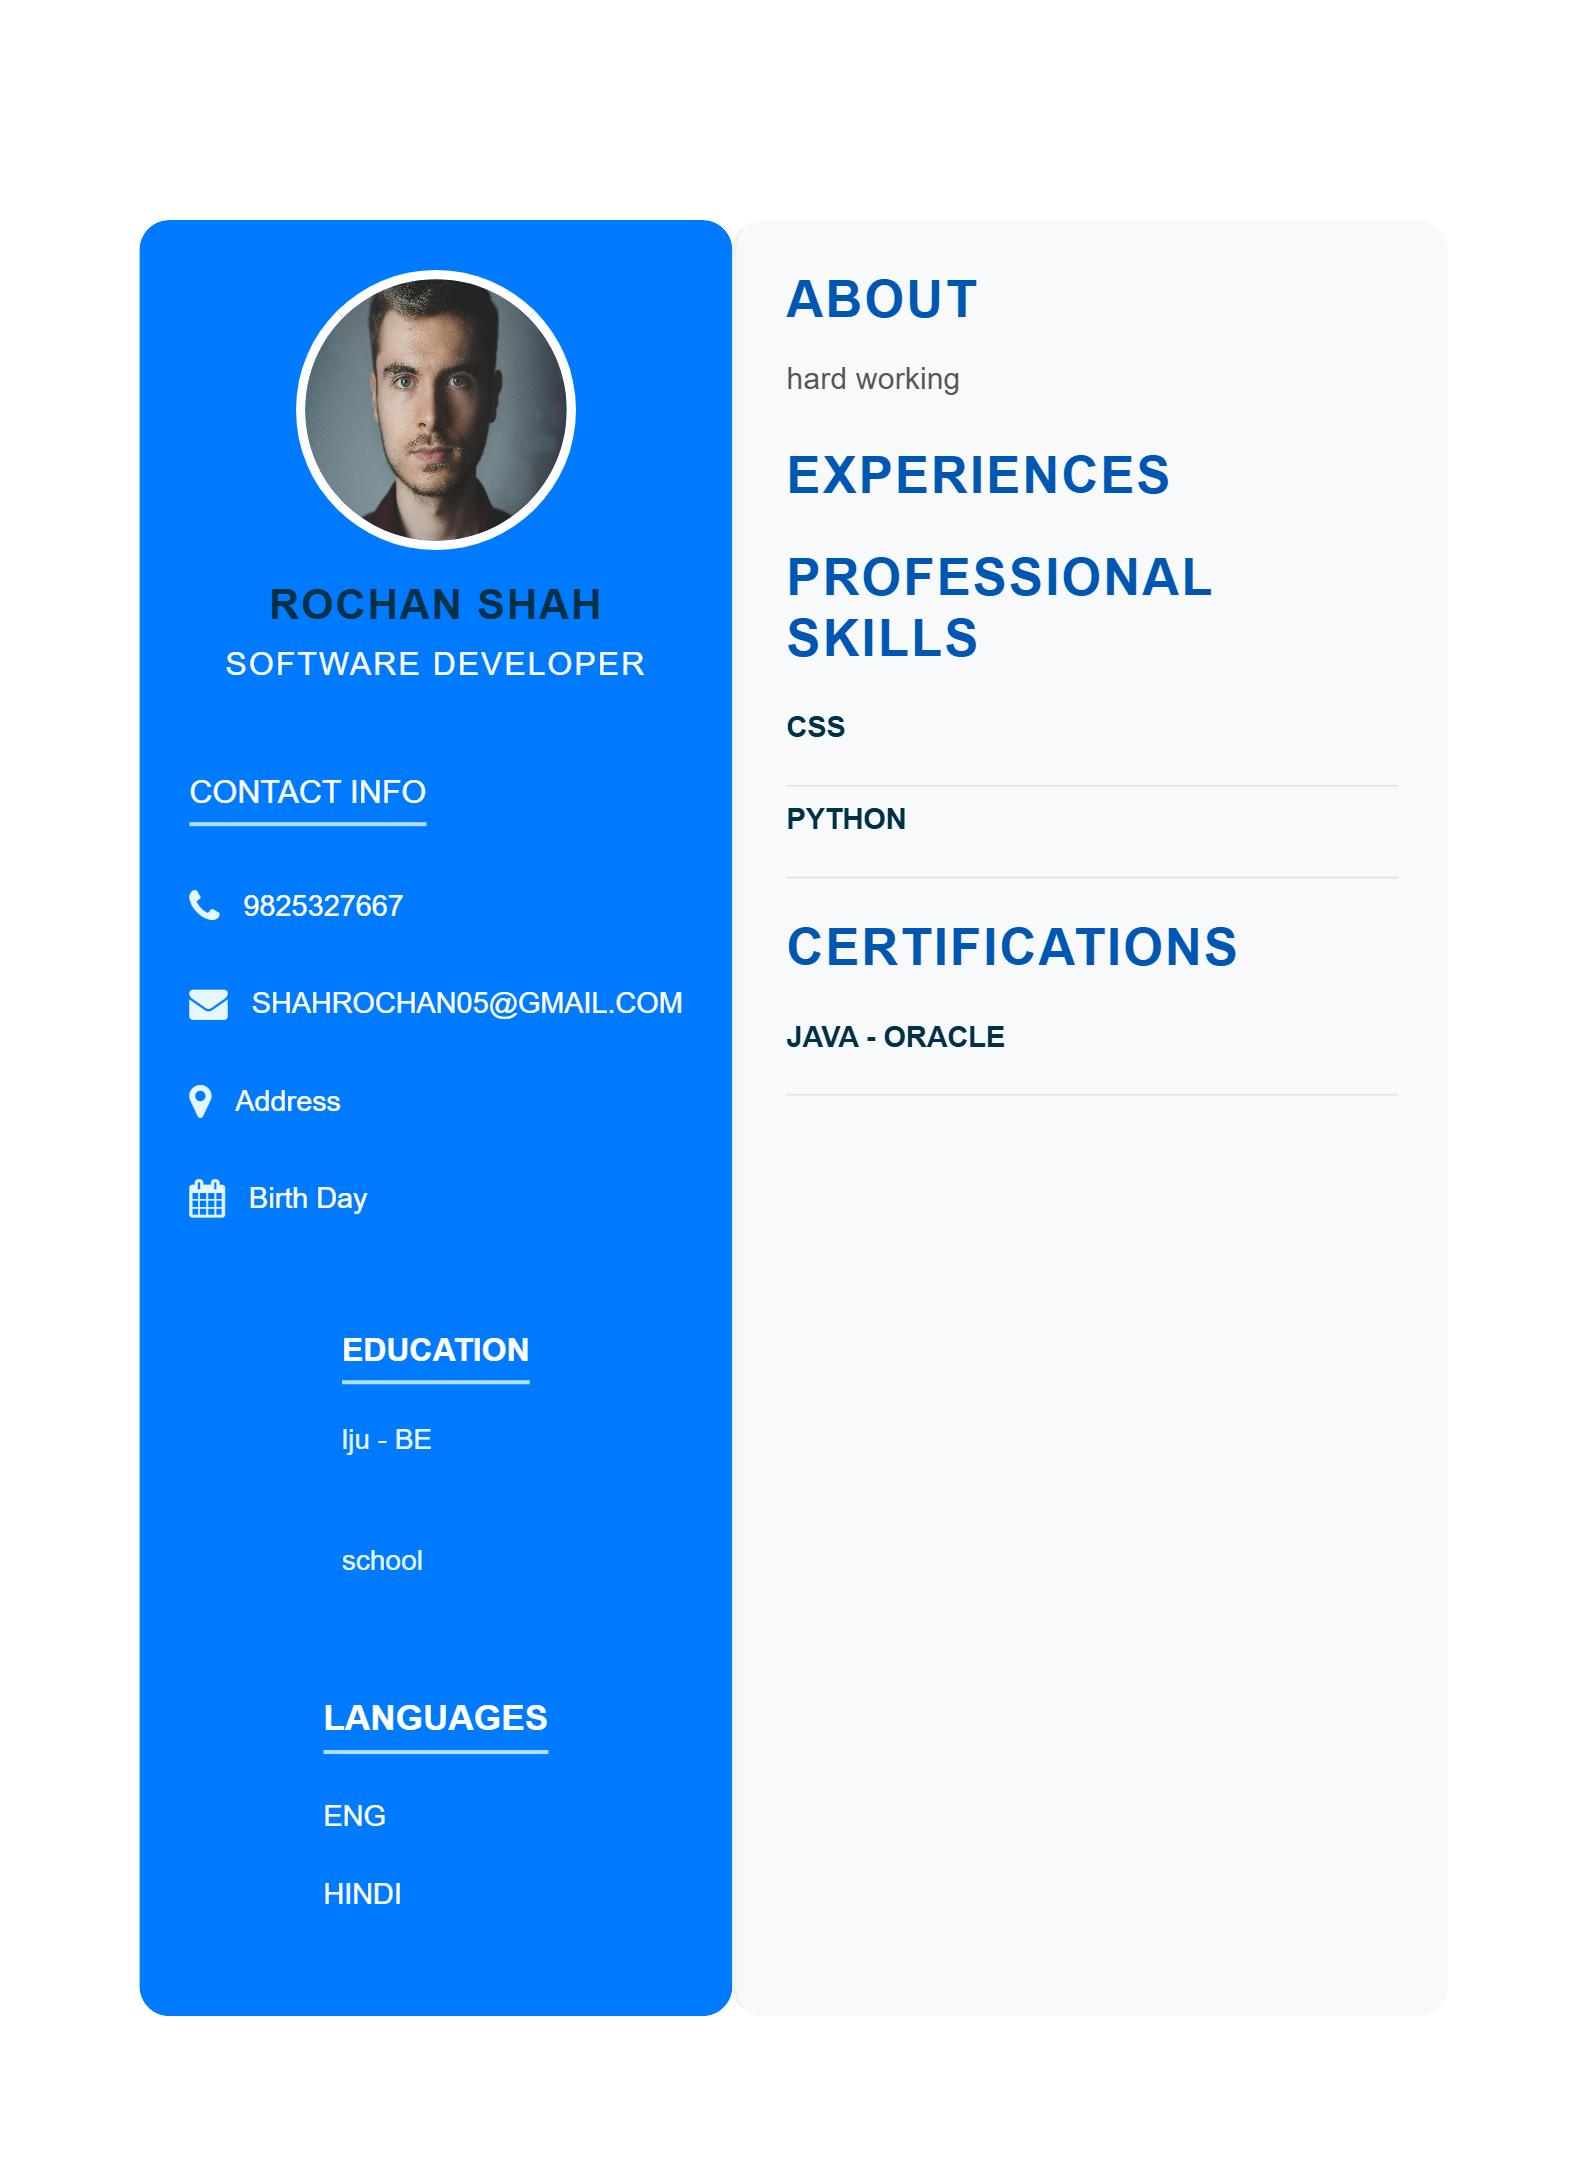 ROCHAN SHAH
SOFTWARE DEVELOPER
CONTACT INFO
9825327667
SHAHROCHAN05@GMAIL.COM
Address
Birth Day
EDUCATION
lju - BE
school
LANGUAGES
ENG
HINDI
ABOUT
hard working
EXPERIENCES
PROFESSIONAL
SKILLS
CSS
PYTHON
CERTIFICATIONS
JAVA - ORACLE